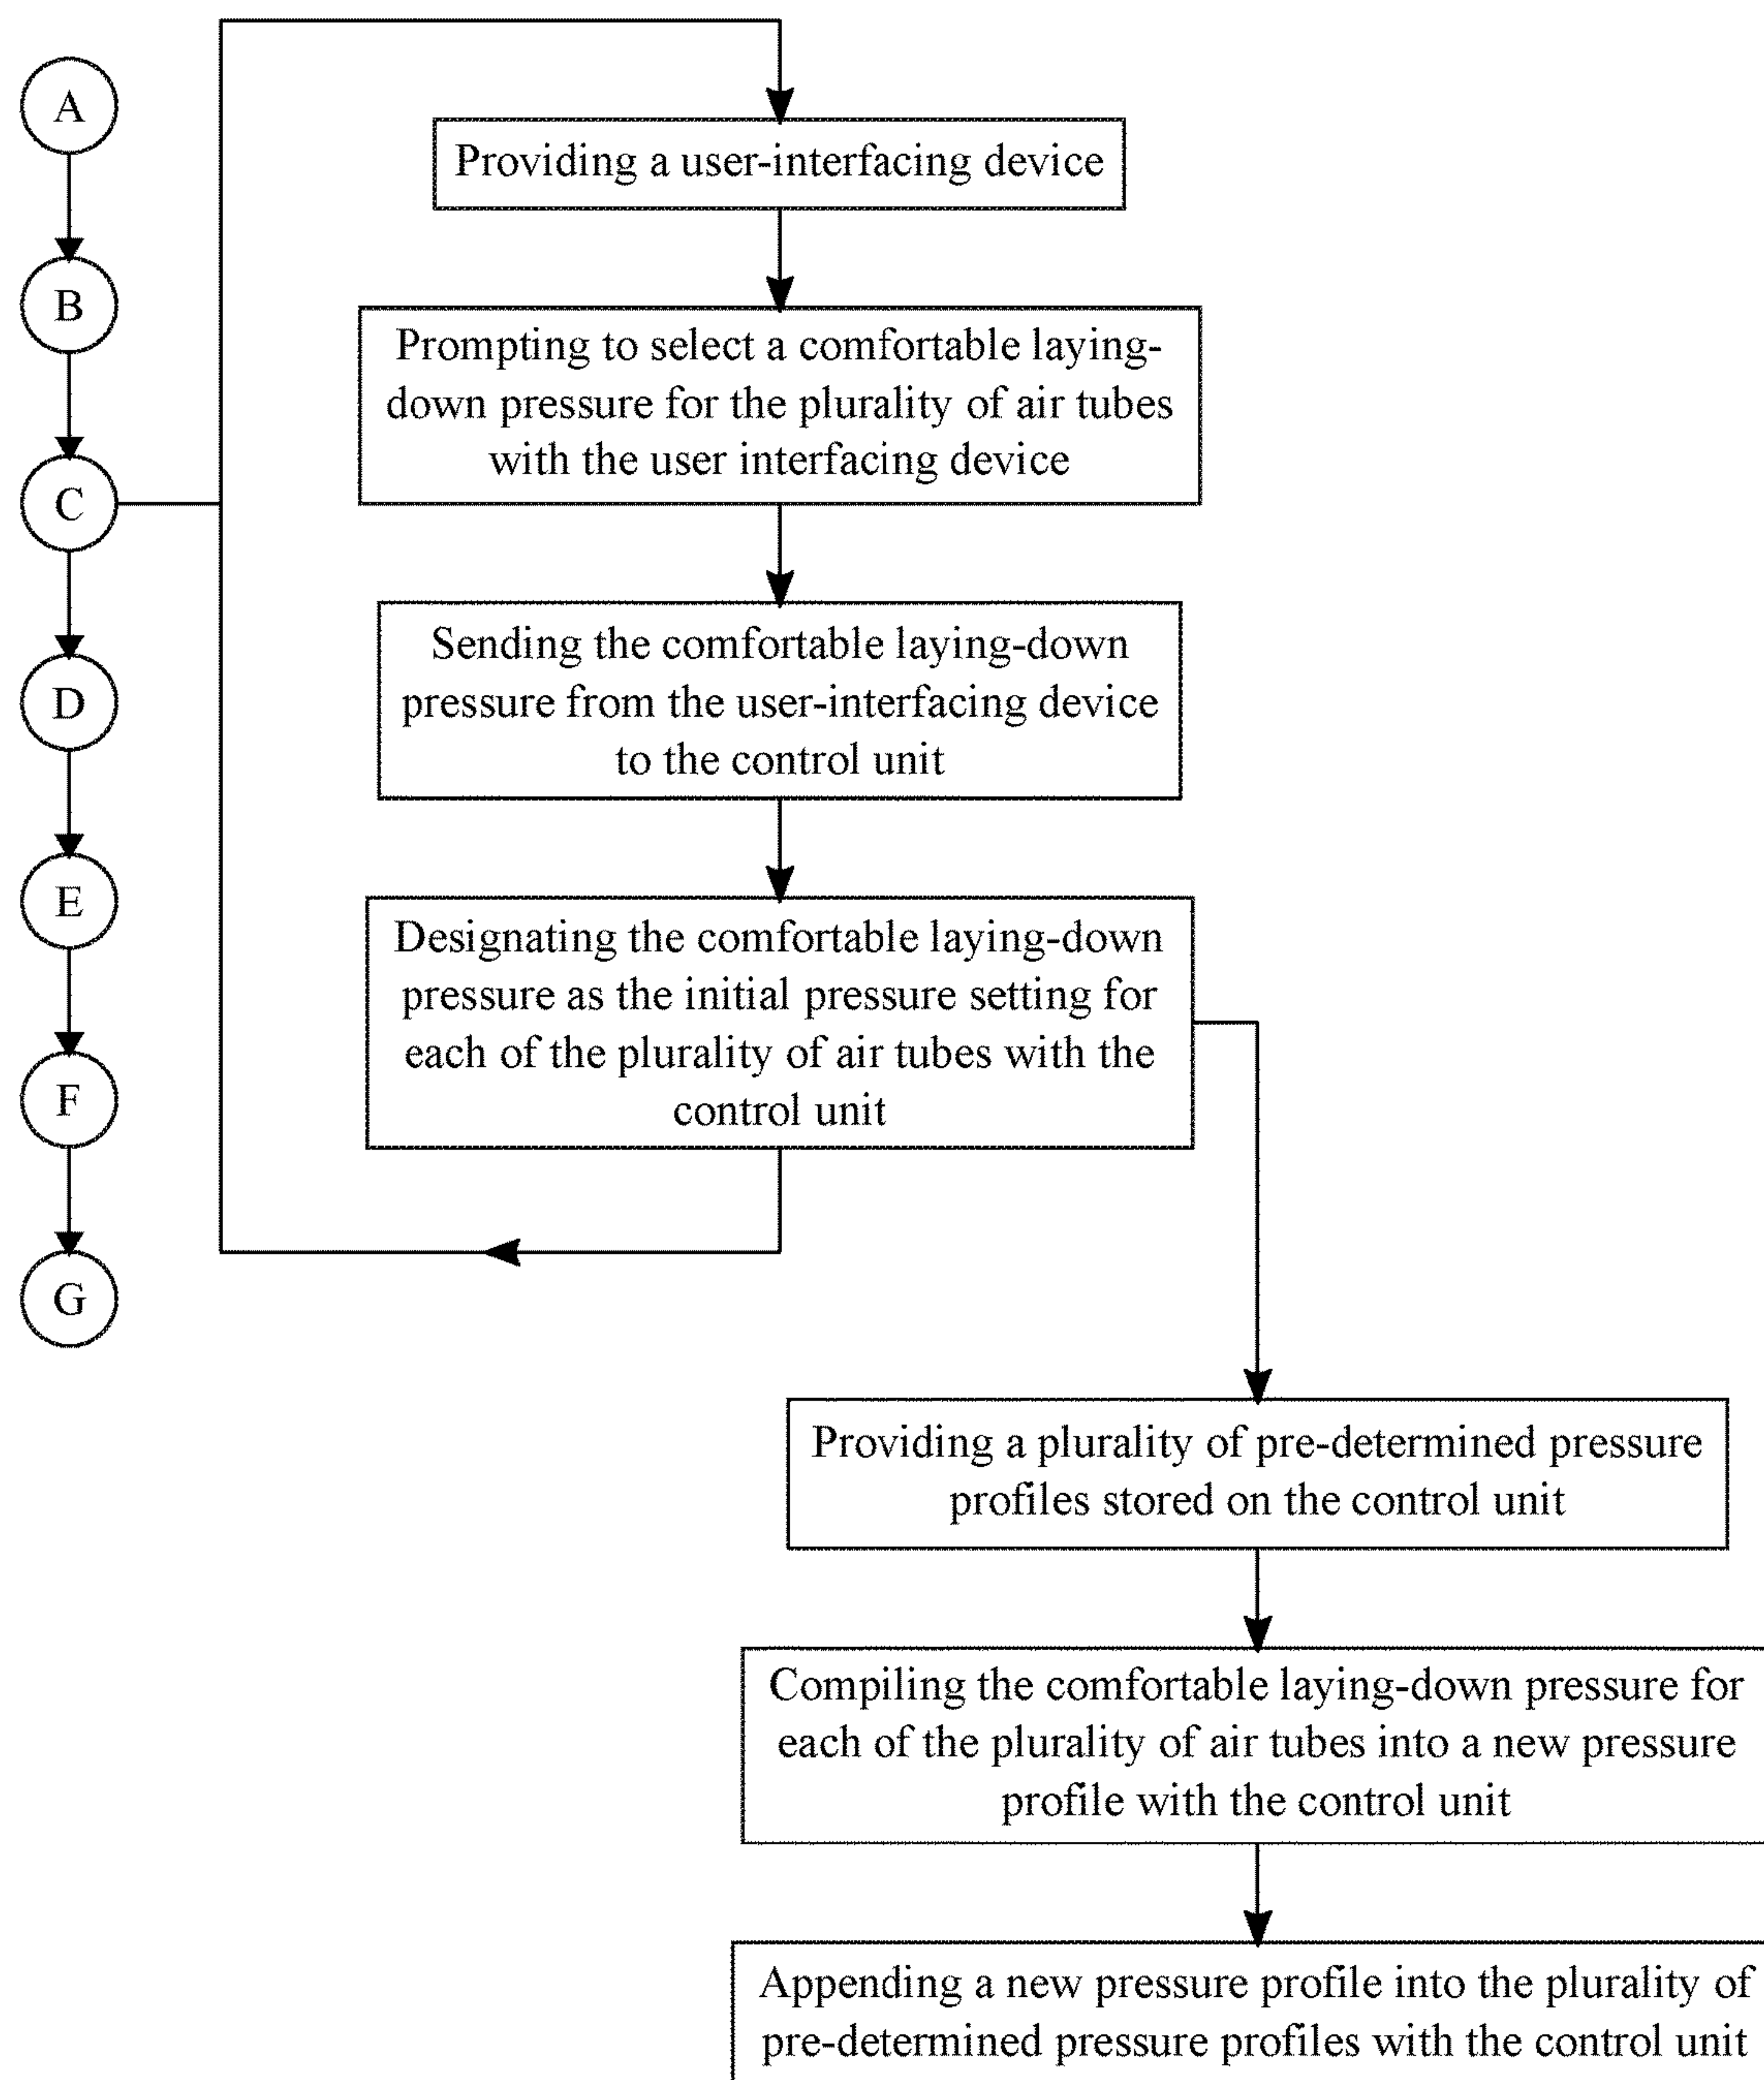 A
B
C
D
E
F
G
Providing a user-interfacing device
Prompting to select a comfortable laying-
down pressure for the plurality of air tubes
with the user interfacing device
Sending the comfortable laying-down
pressure from the user-interfacing device
to the control unit
Designating the comfortable laying-down
pressure as the initial pressure setting for
each of the plurality of air tubes with the
control unit
Providing a plurality of pre-determined pressure
profiles stored on the control unit
Compiling the comfortable laying-down pressure for
each of the plurality of air tubes into a new pressure
profile with the control unit
Appending a new pressure profile into the plurality of
pre-determined pressure profiles with the control unit